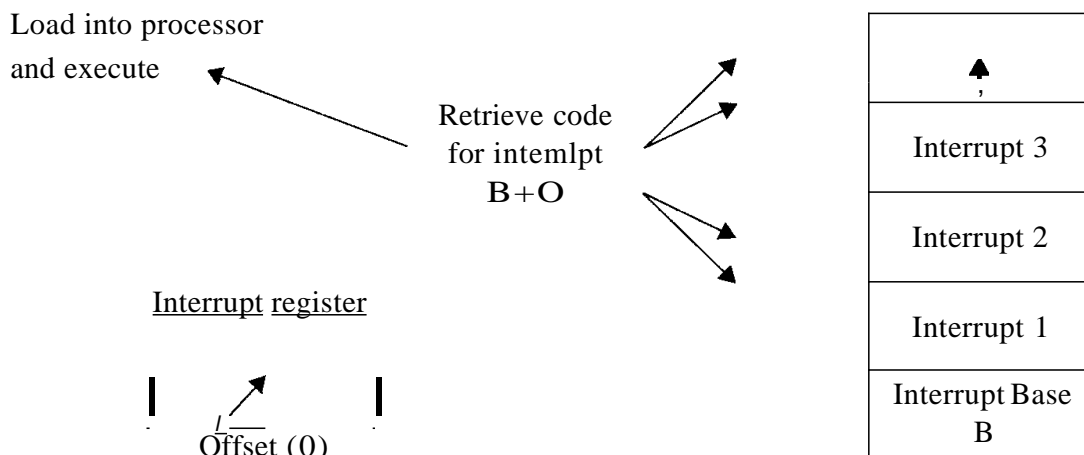 Load into processor
and execute
Retrieve code
for intemlpt
B+O
Interrupt 3
Interrupt 2
Interrupt register
Interrupt 1
Interrupt Base
B
Offset (0)